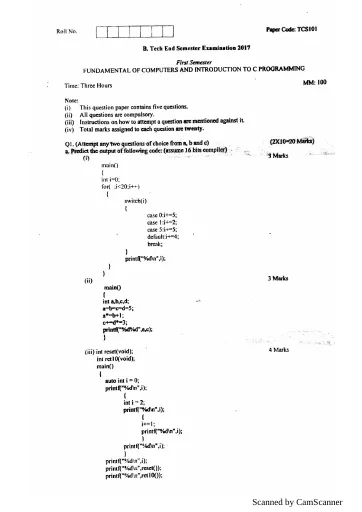 Roll No.
Paper Code: TCS101
B. Tech End Semester Examination 2017
First Semester
FUNDAMENTAL OF COMPUTERS AND INTRODUCTION TO C PROGRAMMING
Time: Three Hours
MM: 100
Note:
(i) This question paper contains five questions.
(ii) All questions are compulsory.
(iii) Instructions on how to attempt a question are mentioned against it.
(iv) Total marks assigned to each question are twenty.
Q1. (Attempt any two questions of choice from a, b and c) (2X10=20 Marks)
a. Predict the output of following code: (assume 16 bits compiler)
(i) 3 Marks
main()
{
int i=0;
for( ;i<20;i++)
{
switch(i)
{
case 0:i+=5;
case 1:i+=2;
case 5:i+=5;
default:i+=4;
break;
}
printf("%d\n",i);
}
}
(ii) 3 Marks
main()
{
int a,b,c,d;
a=b=c=d=5;
a*=b+1;
c+=d*=3;
printf("%d%d",a,c);
}
(iii) int reset(void); 4 Marks
int ret10(void);
main()
{
auto int i = 0;
printf("%d\n",i);
{
int i = 2;
printf("%d\n",i);
{
i+=1;
printf("%d\n",i);
}
printf("%d\n",i);
}
printf("%d\n",i);
printf("%d\n",reset());
printf("%d\n",ret10());
Scanned by CamScanner